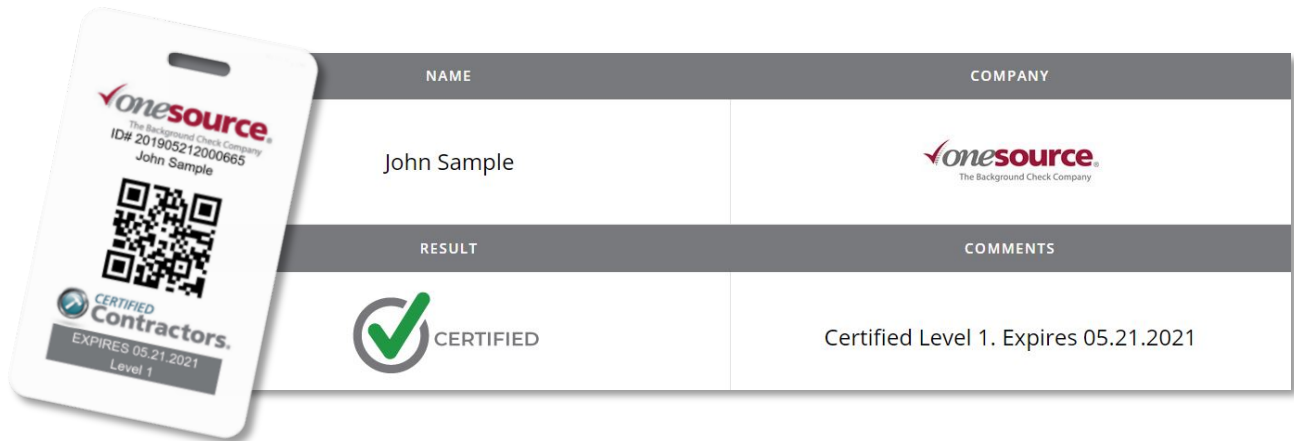 onesource®
The Background Check Company
ID# 201905212000665
John Sample
CERTIFIED
Contractors.
EXPIRES 05.21.2021
Level 1
NAME
COMPANY
John Sample
onesource®
The Background Check Company
RESULT
COMMENTS
CERTIFIED
Certified Level 1. Expires 05.21.2021